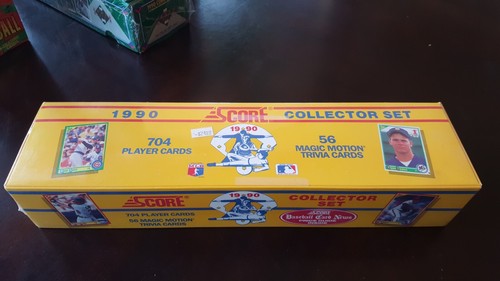 1990 SCORE COLLECTOR SET
1990
704
PLAYER CARDS
56
MAGIC MOTION
TRIVIA CARDS
SCORE
1990
COLLECTOR
SET
704 PLAYER CARDS
56 MAGIC MOTION
TRIVIA CARDS
Baseball Card News